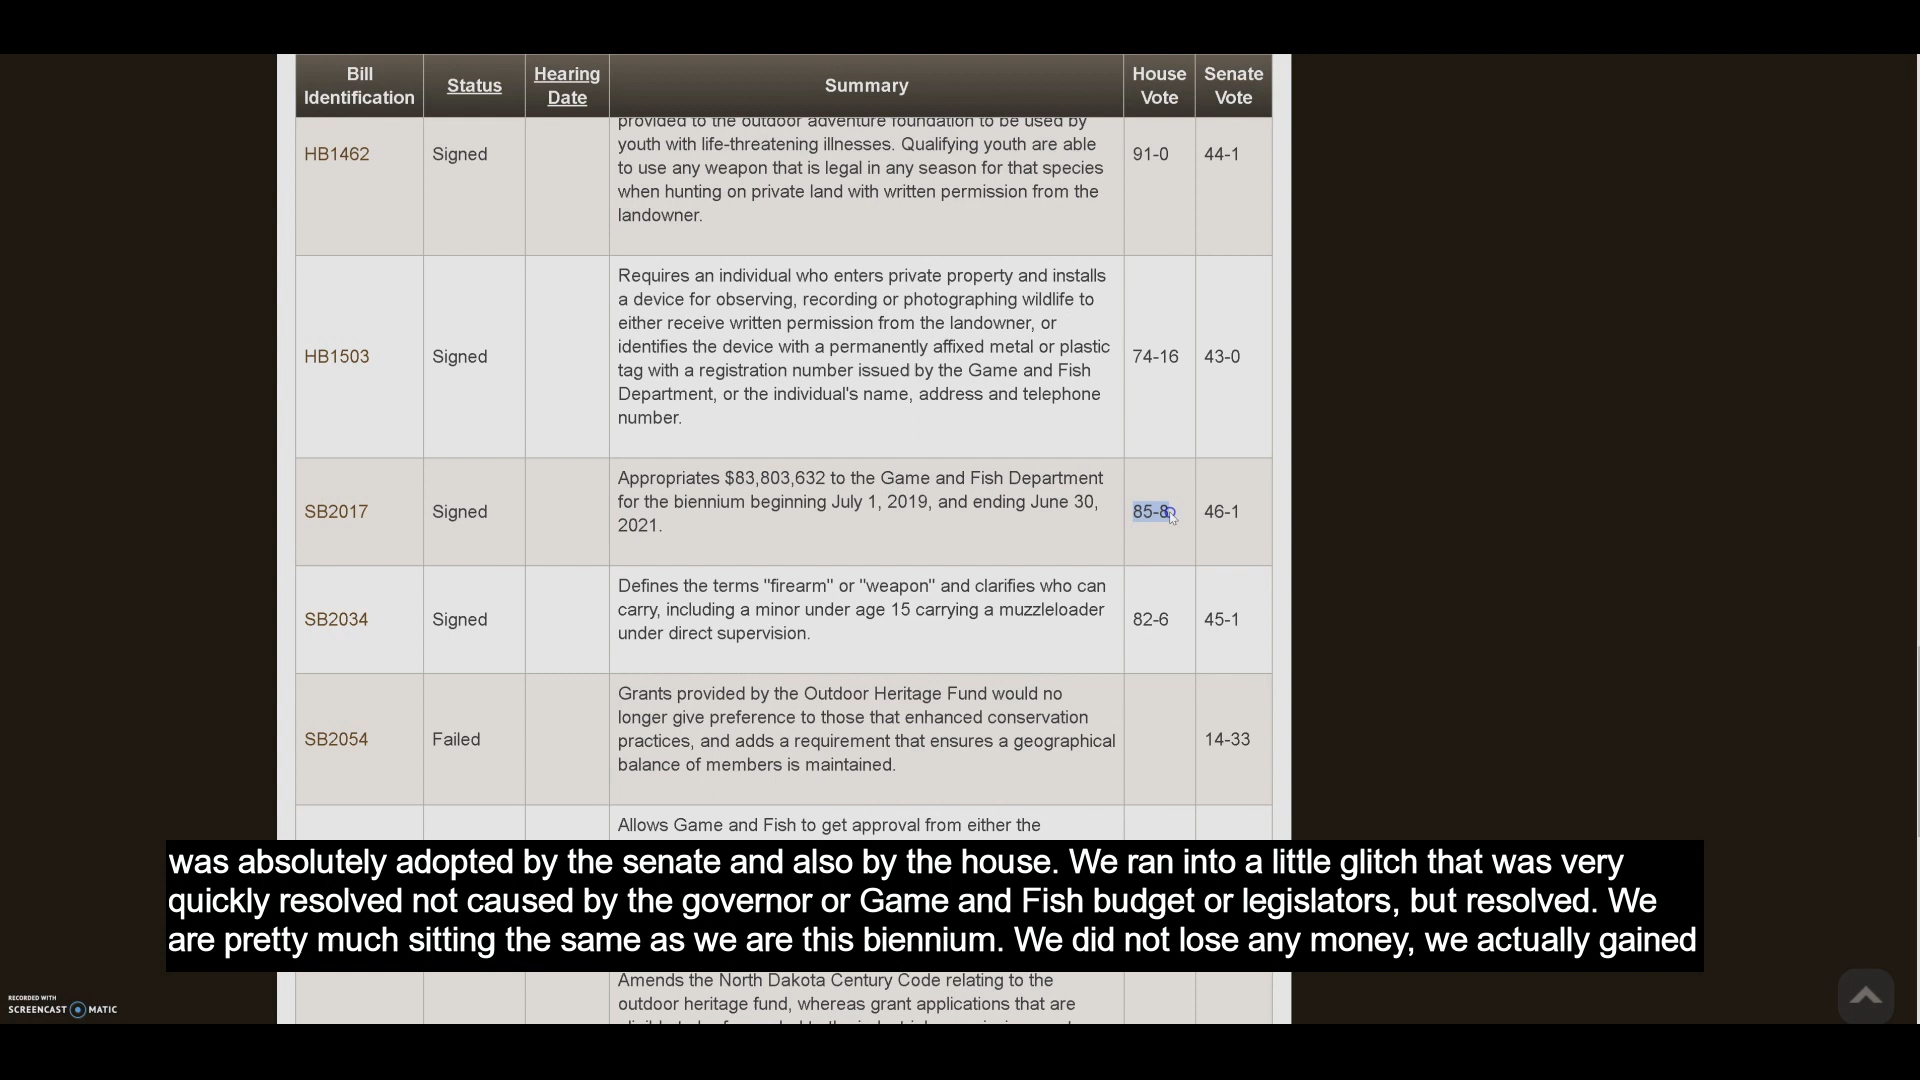 Bill
Identification
Status
Hearing
Date
Summary
House
Vote
Senate
Vote
HB1462
Signed
provided to the outdoor adventure foundation to be used by
youth with life-threatening illnesses. Qualifying youth are able
to use any weapon that is legal in any season for that species
when hunting on private land with written permission from the
landowner.
91-0
44-1
HB1503
Signed
Requires an individual who enters private property and installs
a device for observing, recording or photographing wildlife to
either receive written permission from the landowner, or
identifies the device with a permanently affixed metal or plastic
tag with a registration number issued by the Game and Fish
Department, or the individual's name, address and telephone
number.
74-16
43-0
SB2017
Signed
Appropriates $83,803,632 to the Game and Fish Department
for the biennium beginning July 1, 2019, and ending June 30,
2021.
85-8
46-1
SB2034
Signed
Defines the terms "firearm" or "weapon" and clarifies who can
carry, including a minor under age 15 carrying a muzzleloader
under direct supervision.
82-6
45-1
SB2054
Failed
Grants provided by the Outdoor Heritage Fund would no
longer give preference to those that enhanced conservation
practices, and adds a requirement that ensures a geographical
balance of members is maintained.
14-33
Allows Game and Fish to get approval from either the
was absolutely adopted by the senate and also by the house. We ran into a little glitch that was very
quickly resolved not caused by the governor or Game and Fish budget or legislators, but resolved. We
are pretty much sitting the same as we are this biennium. We did not lose any money, we actually gained
Amends the North Dakota Century Code relating to the
outdoor heritage fund, whereas grant applications that are
RECORDED WITH
SCREENCAST MATIC